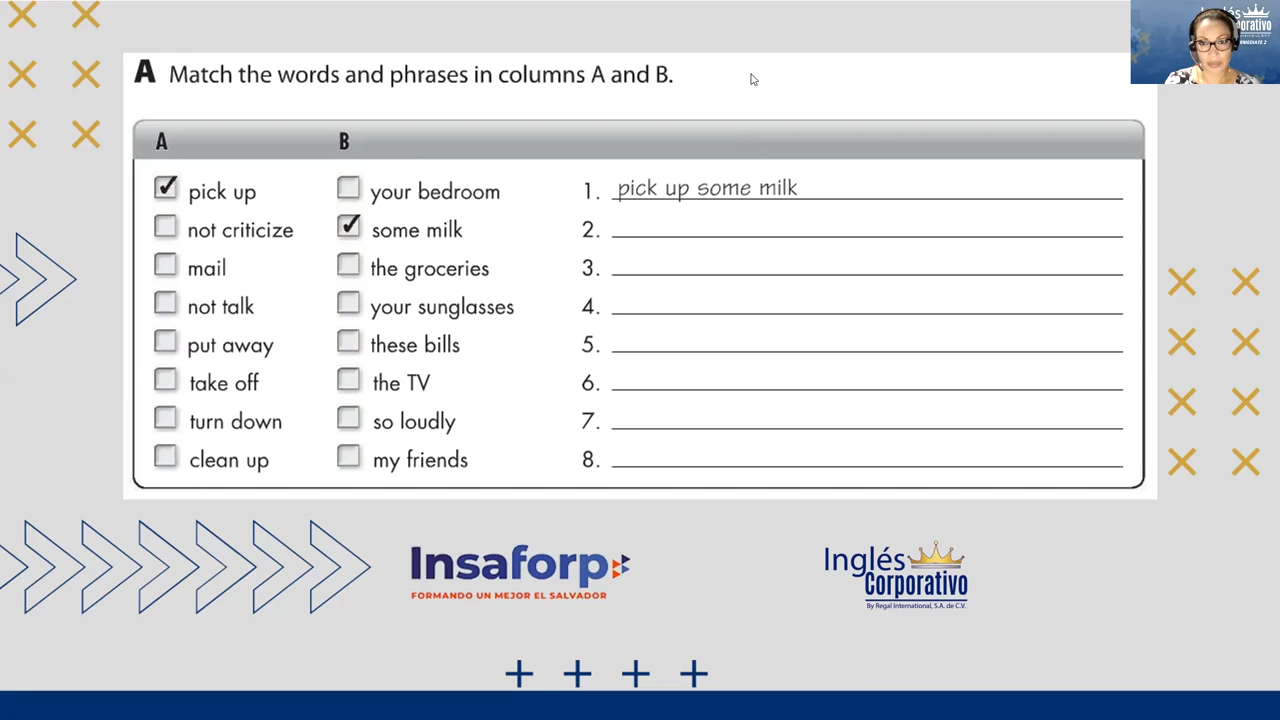 Inglés
Corporativo
A Match the words and phrases in columns A and B.
A B
pick up your bedroom 1. pick up some milk
not criticize some milk 2.
mail the groceries 3.
not talk your sunglasses 4.
put away these bills 5.
take off the TV 6.
turn down so loudly 7.
clean up my friends 8.
Insaforp
FORMANDO UN MEJOR EL SALVADOR
Inglés
Corporativo
By Regal International, S.A. de C.V.